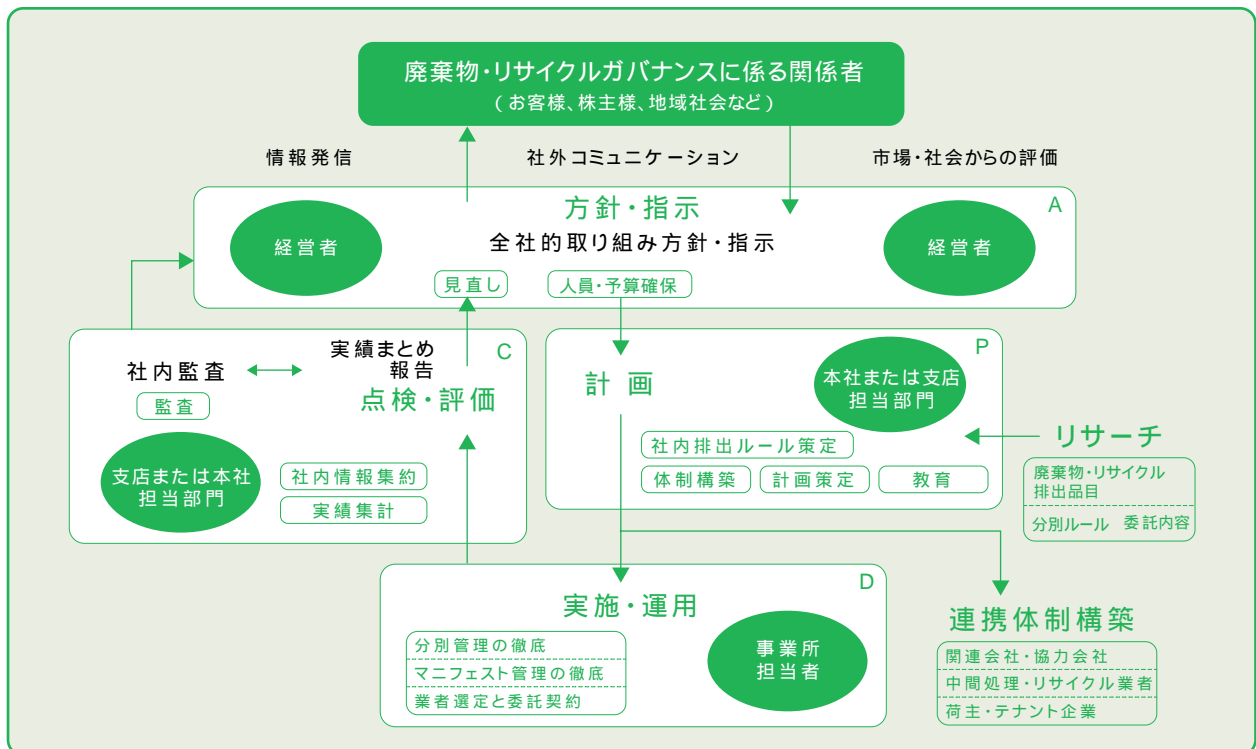 廃棄物・リサイクルガバナンスに係る関係者
(お客様、株主様、地域社会など)
情報発信
社外コミュニケーション
市場・社会からの評価
A
方針・指示
全社的取り組み方針・指示
経営者
経営者
見直し
人員・予算確保
C
社内監査
実績まとめ
報告
監査
点検・評価
支店または本社
担当部門
社内情報集約
実績集計
P
計画
本社または支店
担当部門
社内排出ルール策定
体制構築
計画策定
教育
リサーチ
廃棄物・リサイクル
排出品目
分別ルール 委託内容
D
実施・運用
分別管理の徹底
マニフェスト管理の徹底
業者選定と委託契約
事業所
担当者
連携体制構築
関連会社・協力会社
中間処理・リサイクル業者
荷主・テナント企業